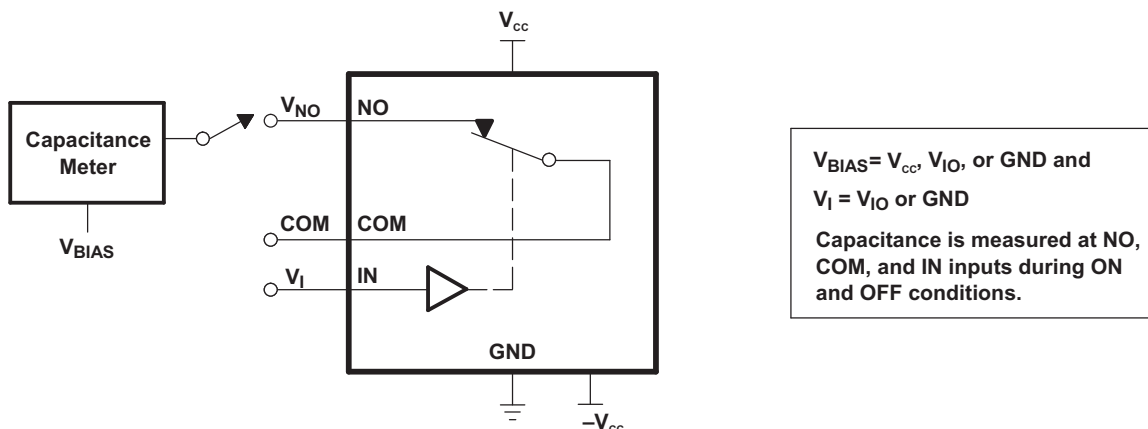 Vcc
VNO
NO
Capacitance
Meter
VBIAS
COM
COM
VI
IN
GND
–Vcc
VBIAS= Vcc, VIO, or GND and
VI = VIO or GND
Capacitance is measured at NO,
COM, and IN inputs during ON
and OFF conditions.